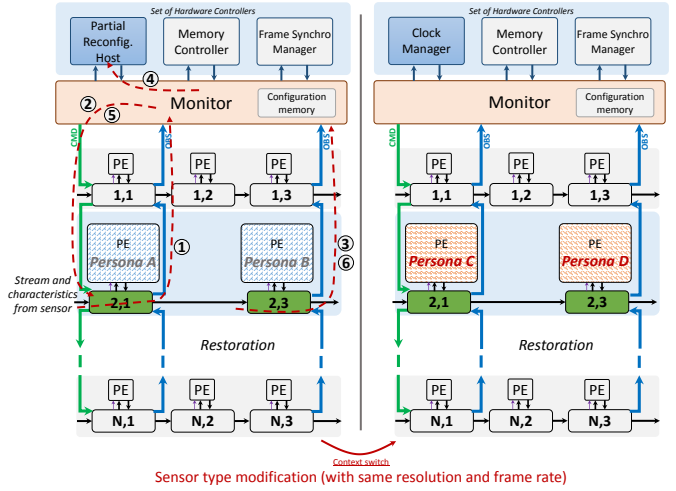 Set of Hardware Controllers
Partial
Reconfig.
Host
Memory
Controller
Frame Synchro
Manager
④
②
⑤
Monitor
Configuration
memory
CMD
OBS
OBS
PE
PE
PE
1,1
1,2
1,3
PE
Persona A
PE
Persona B
①
③
⑥
Stream and
characteristics
from sensor
2,1
2,3
Restoration
PE
PE
PE
N,1
N,2
N,3
Set of Hardware Controllers
Clock
Manager
Memory
Controller
Frame Synchro
Manager
Monitor
Configuration
memory
CMD
OBS
OBS
PE
PE
PE
1,1
1,2
1,3
PE
Persona C
PE
Persona D
2,1
2,3
Restoration
PE
PE
PE
N,1
N,2
N,3
Context switch
Sensor type modification (with same resolution and frame rate)